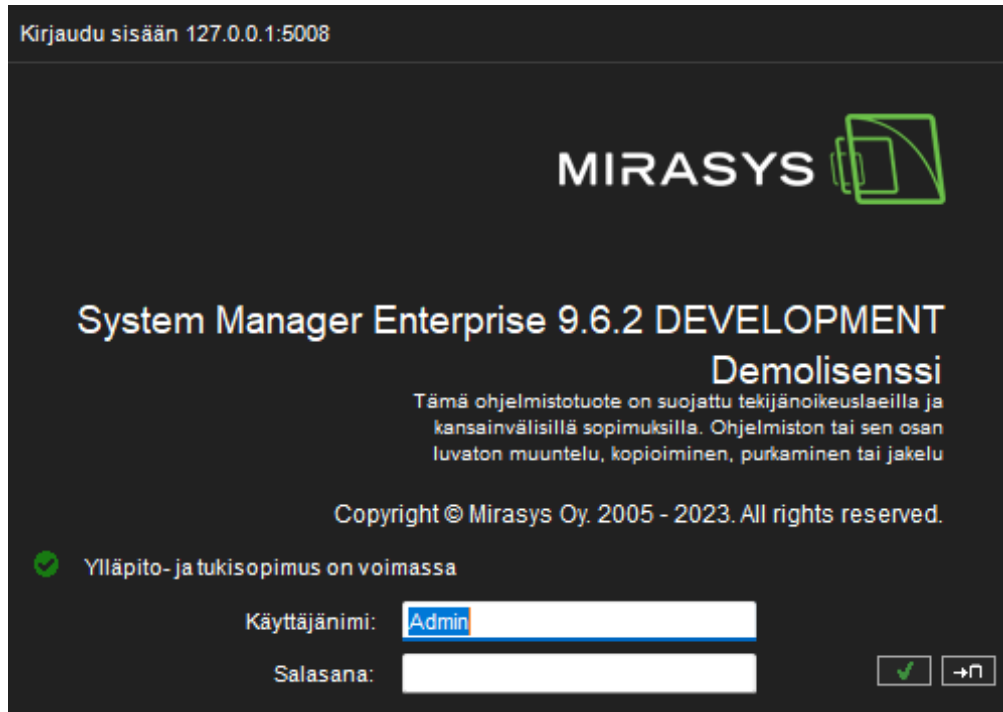 Kirjaudu sisään 127.0.0.1:5008
MIRASYS
System Manager Enterprise 9.6.2 DEVELOPMENT
Demolisenssi
Tämä ohjelmistotuote on suojattu tekijänoikeuslaeilla ja
kansainvälisillä sopimuksilla. Ohjelmiston tai sen osan
luvaton muuntelu, kopioiminen, purkaminen tai jakelu
Copyright © Mirasys Oy. 2005 - 2023. All rights reserved.
Ylläpito- ja tukisopimus on voimassa
Käyttäjänimi: Admin
Salasana: